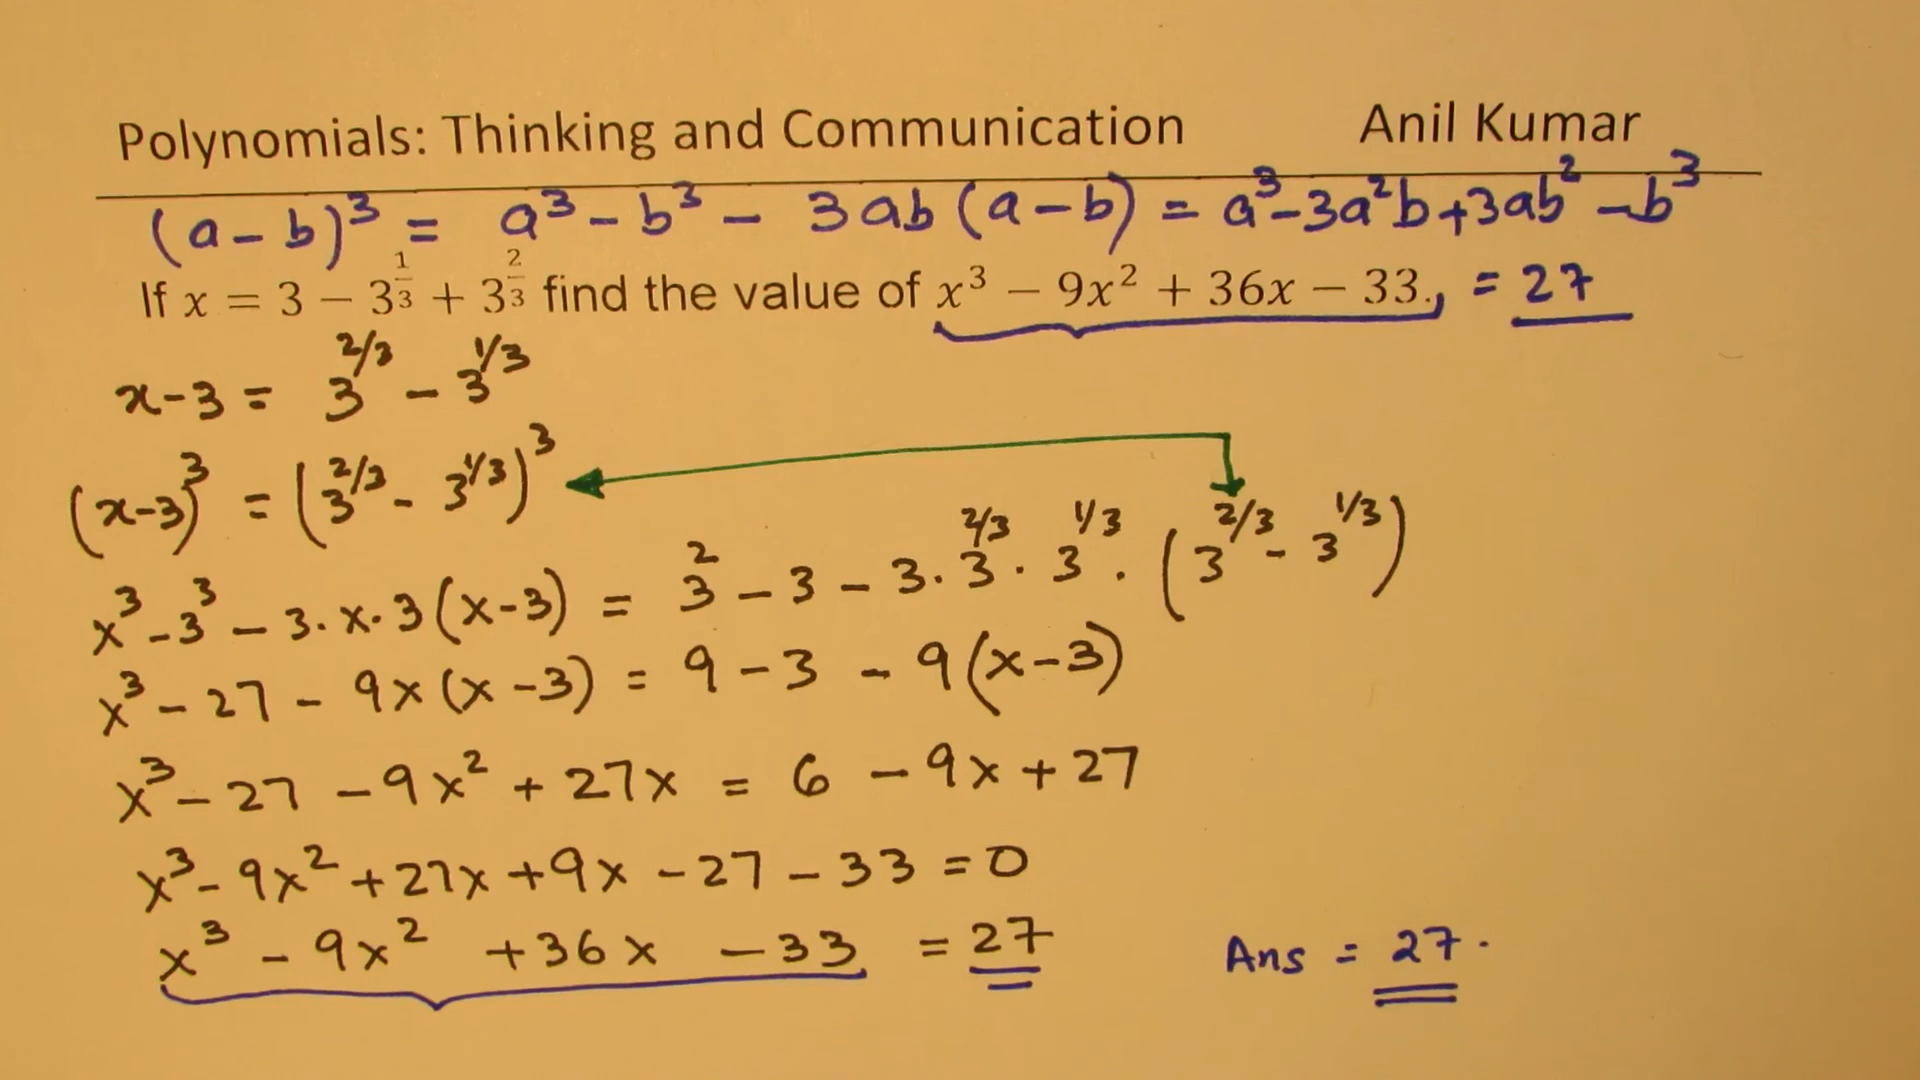 Polynomials: Thinking and Communication Anil Kumar
(a-b)³ = a³-b³ - 3ab(a-b) = a³-3a²b+3ab²-b³
If x = 3 − 3^(1/3) + 3^(2/3) find the value of x³ − 9x² + 36x − 33., = 27
x-3 = 3^(2/3) - 3^(1/3)
(x-3)³ = (3^(2/3) - 3^(1/3))³
x³-3³-3·x·3(x-3) = 3² - 3 - 3·3^(2/3)·3^(1/3)·(3^(2/3) - 3^(1/3))
x³-27-9x(x-3) = 9-3 -9(x-3)
x³-27-9x²+27x = 6 -9x+27
x³-9x²+27x+9x-27-33=0
x³-9x² +36x -33 = 27 Ans = 27.